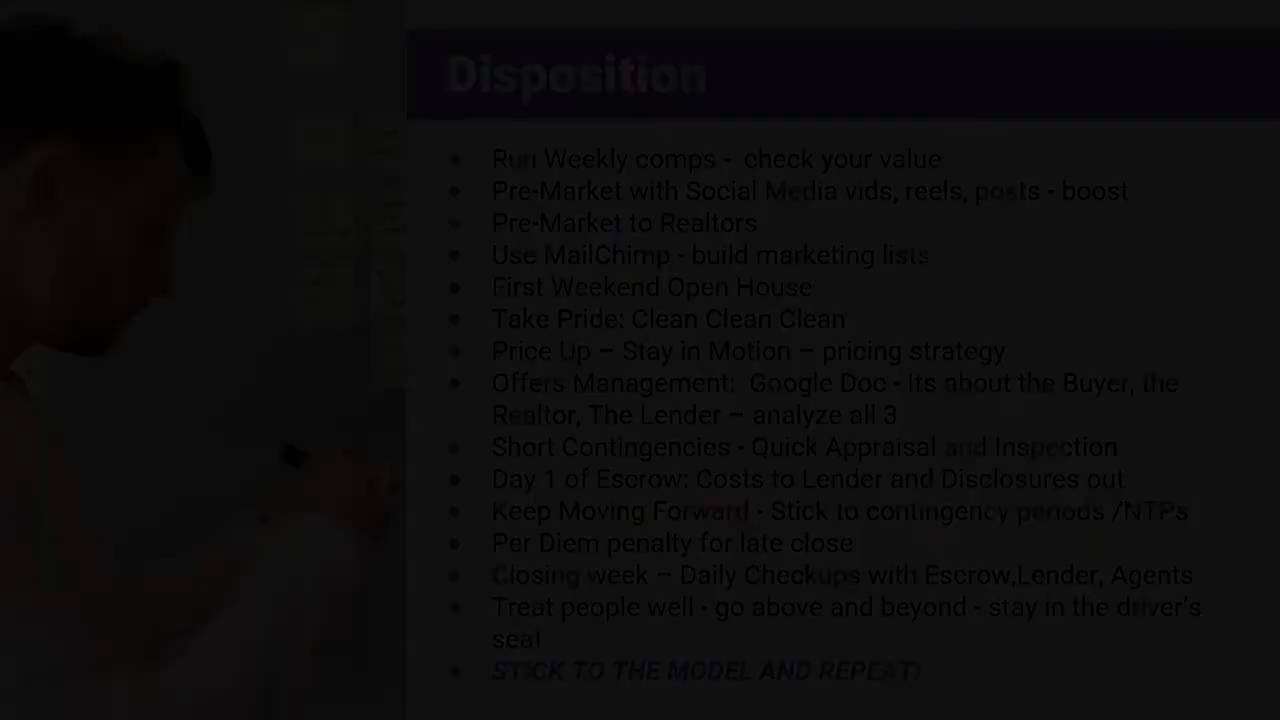 Disposition
Run Weekly comps - check your value
Pre-Market with Social Media vids, reels, posts - boost
Pre-Market to Realtors
Use MailChimp - build marketing lists
First Weekend Open House
Take Pride: Clean Clean Clean
Price Up – Stay in Motion – pricing strategy
Offers Management: Google Doc - Its about the Buyer, the
Realtor, The Lender – analyze all 3
Short Contingencies - Quick Appraisal and Inspection
Day 1 of Escrow: Costs to Lender and Disclosures out
Keep Moving Forward - Stick to contingency periods /NTPs
Per Diem penalty for late close
Closing week – Daily Checkups with Escrow,Lender, Agents
Treat people well - go above and beyond - stay in the driver's
seat
STICK TO THE MODEL AND REPEAT!